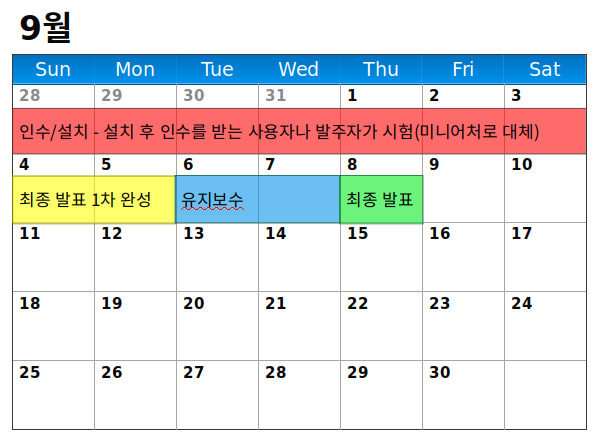 9월
Sun Mon Tue Wed Thu Fri Sat
28 29 30 31 1 2 3
인수/설치 - 설치 후 인수를 받는 사용자나 발주자가 시험(미니어처로 대체)
4 5 6 7 8 9 10
최종 발표 1차 완성 유지보수 최종 발표
11 12 13 14 15 16 17
18 19 20 21 22 23 24
25 26 27 28 29 30